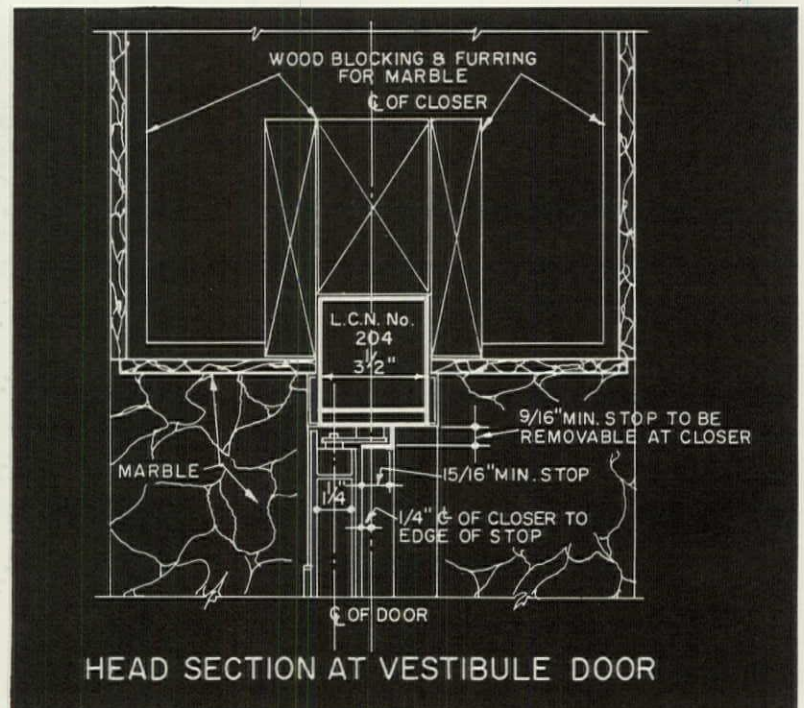 WOOD BLOCKING & FURRING
FOR MARBLE
℄ OF CLOSER
L.C.N. No.
204
3 1/2"
9/16" MIN. STOP TO BE
REMOVABLE AT CLOSER
MARBLE
15/16" MIN. STOP
1 1/4"
1/4" ℄ OF CLOSER TO
EDGE OF STOP
℄ OF DOOR
HEAD SECTION AT VESTIBULE DOOR